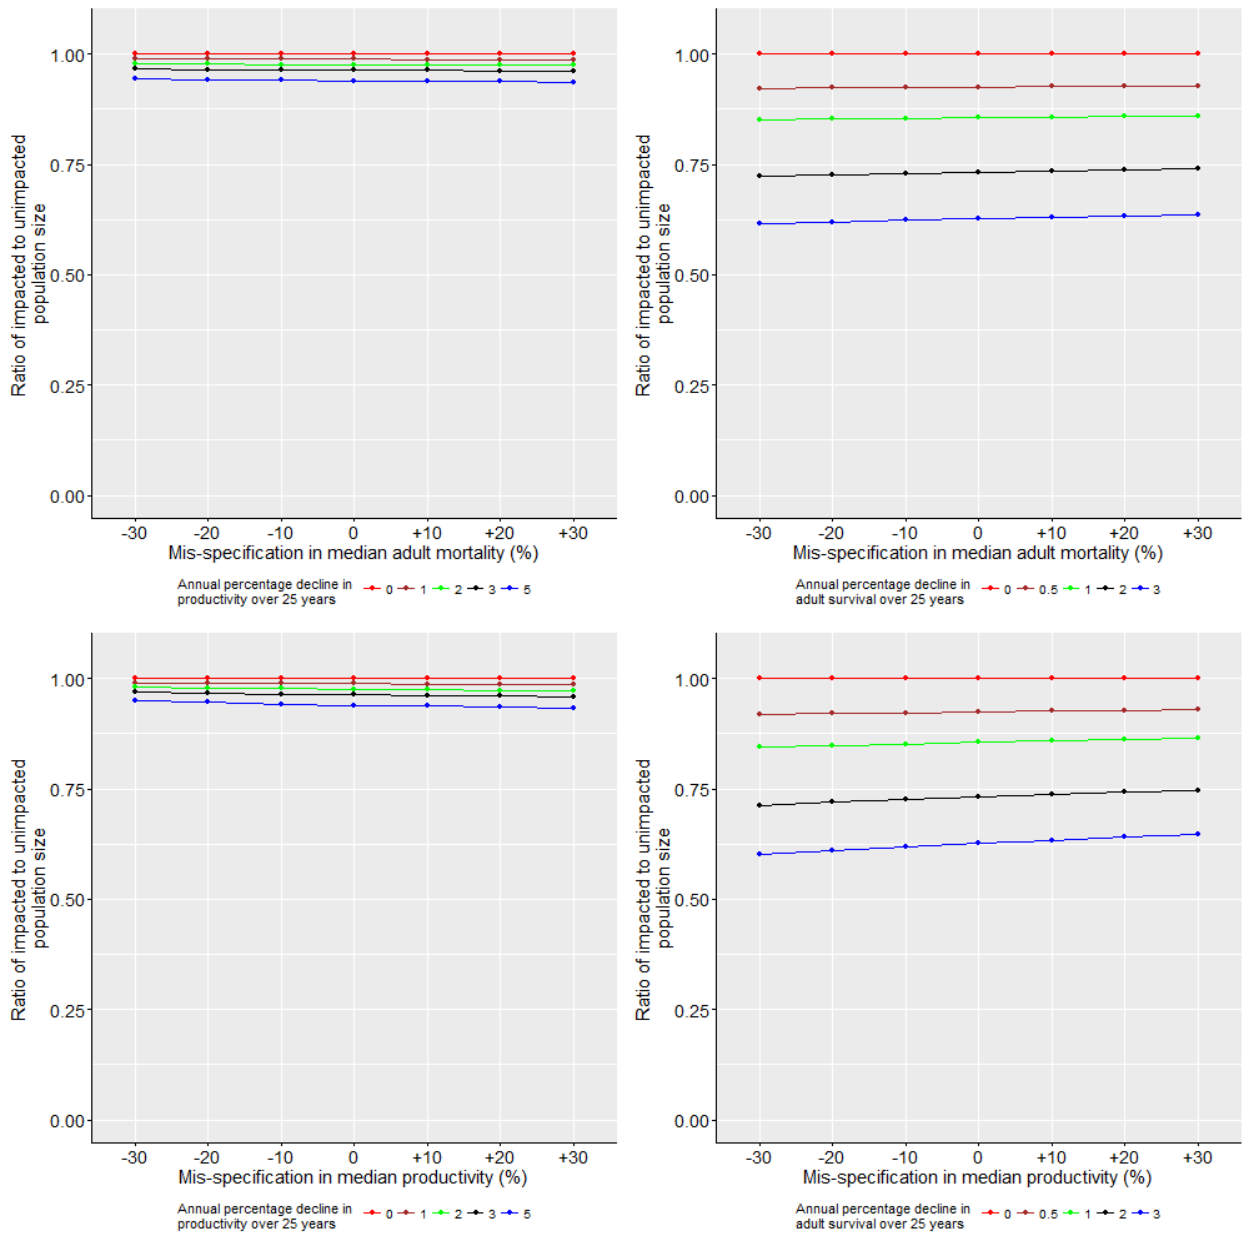 Ratio of impacted to unimpacted
population size
1.00
0.75
0.50
0.25
0.00
-30 -20 -10 0 +10 +20 +30
Mis-specification in median adult mortality (%)
Annual percentage decline in
productivity over 25 years 0 1 2 3 5
Ratio of impacted to unimpacted
population size
1.00
0.75
0.50
0.25
0.00
-30 -20 -10 0 +10 +20 +30
Mis-specification in median adult mortality (%)
Annual percentage decline in
adult survival over 25 years 0 0.5 1 2 3
Ratio of impacted to unimpacted
population size
1.00
0.75
0.50
0.25
0.00
-30 -20 -10 0 +10 +20 +30
Mis-specification in median productivity (%)
Annual percentage decline in
productivity over 25 years 0 1 2 3 5
Ratio of impacted to unimpacted
population size
1.00
0.75
0.50
0.25
0.00
-30 -20 -10 0 +10 +20 +30
Mis-specification in median productivity (%)
Annual percentage decline in
adult survival over 25 years 0 0.5 1 2 3